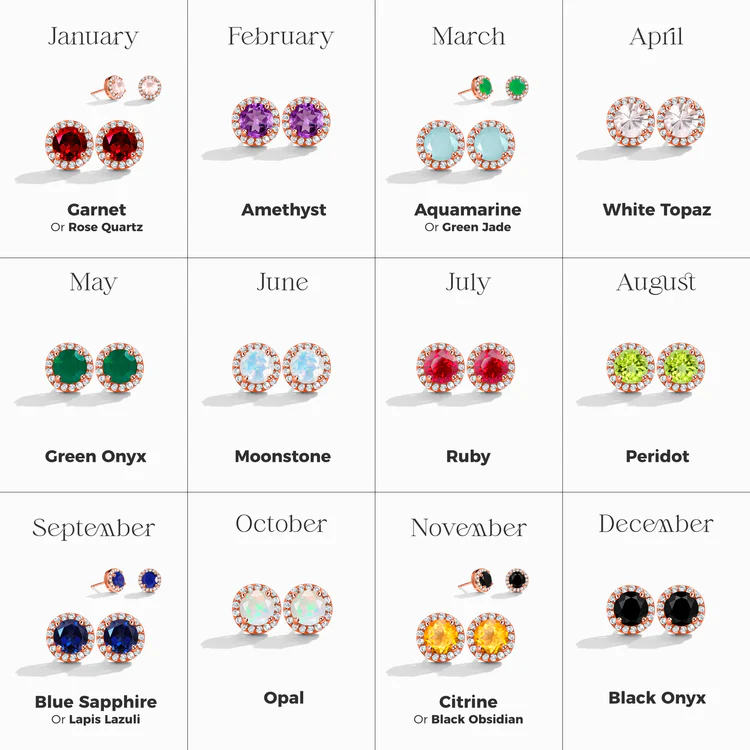 January
February
March
April
Garnet
Or Rose Quartz
Amethyst
Aquamarine
Or Green Jade
White Topaz
May
June
July
August
Green Onyx
Moonstone
Ruby
Peridot
September
October
November
December
Blue Sapphire
Or Lapis Lazuli
Opal
Citrine
Or Black Obsidian
Black Onyx